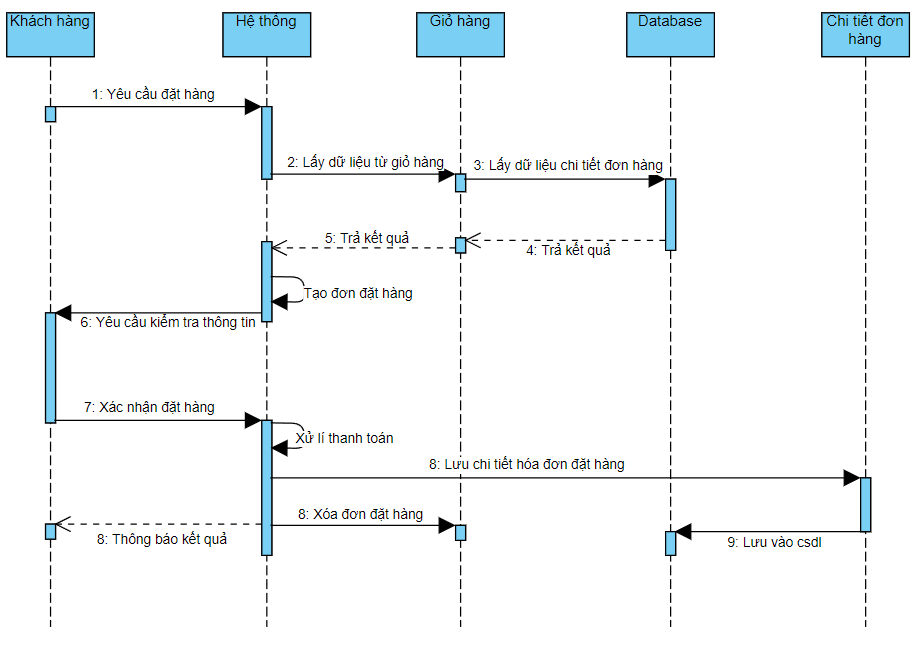 Khách hàng
Hệ thống
Giỏ hàng
Database
Chi tiết đơn
hàng
1: Yêu cầu đặt hàng
2: Lấy dữ liệu từ giỏ hàng
3: Lấy dữ liệu chi tiết đơn hàng
5: Trả kết quả
4: Trả kết quả
Tạo đơn đặt hàng
6: Yêu cầu kiểm tra thông tin
7: Xác nhận đặt hàng
Xử lí thanh toán
8: Lưu chi tiết hóa đơn đặt hàng
8: Xóa đơn đặt hàng
8: Thông báo kết quả
9: Lưu vào csdl